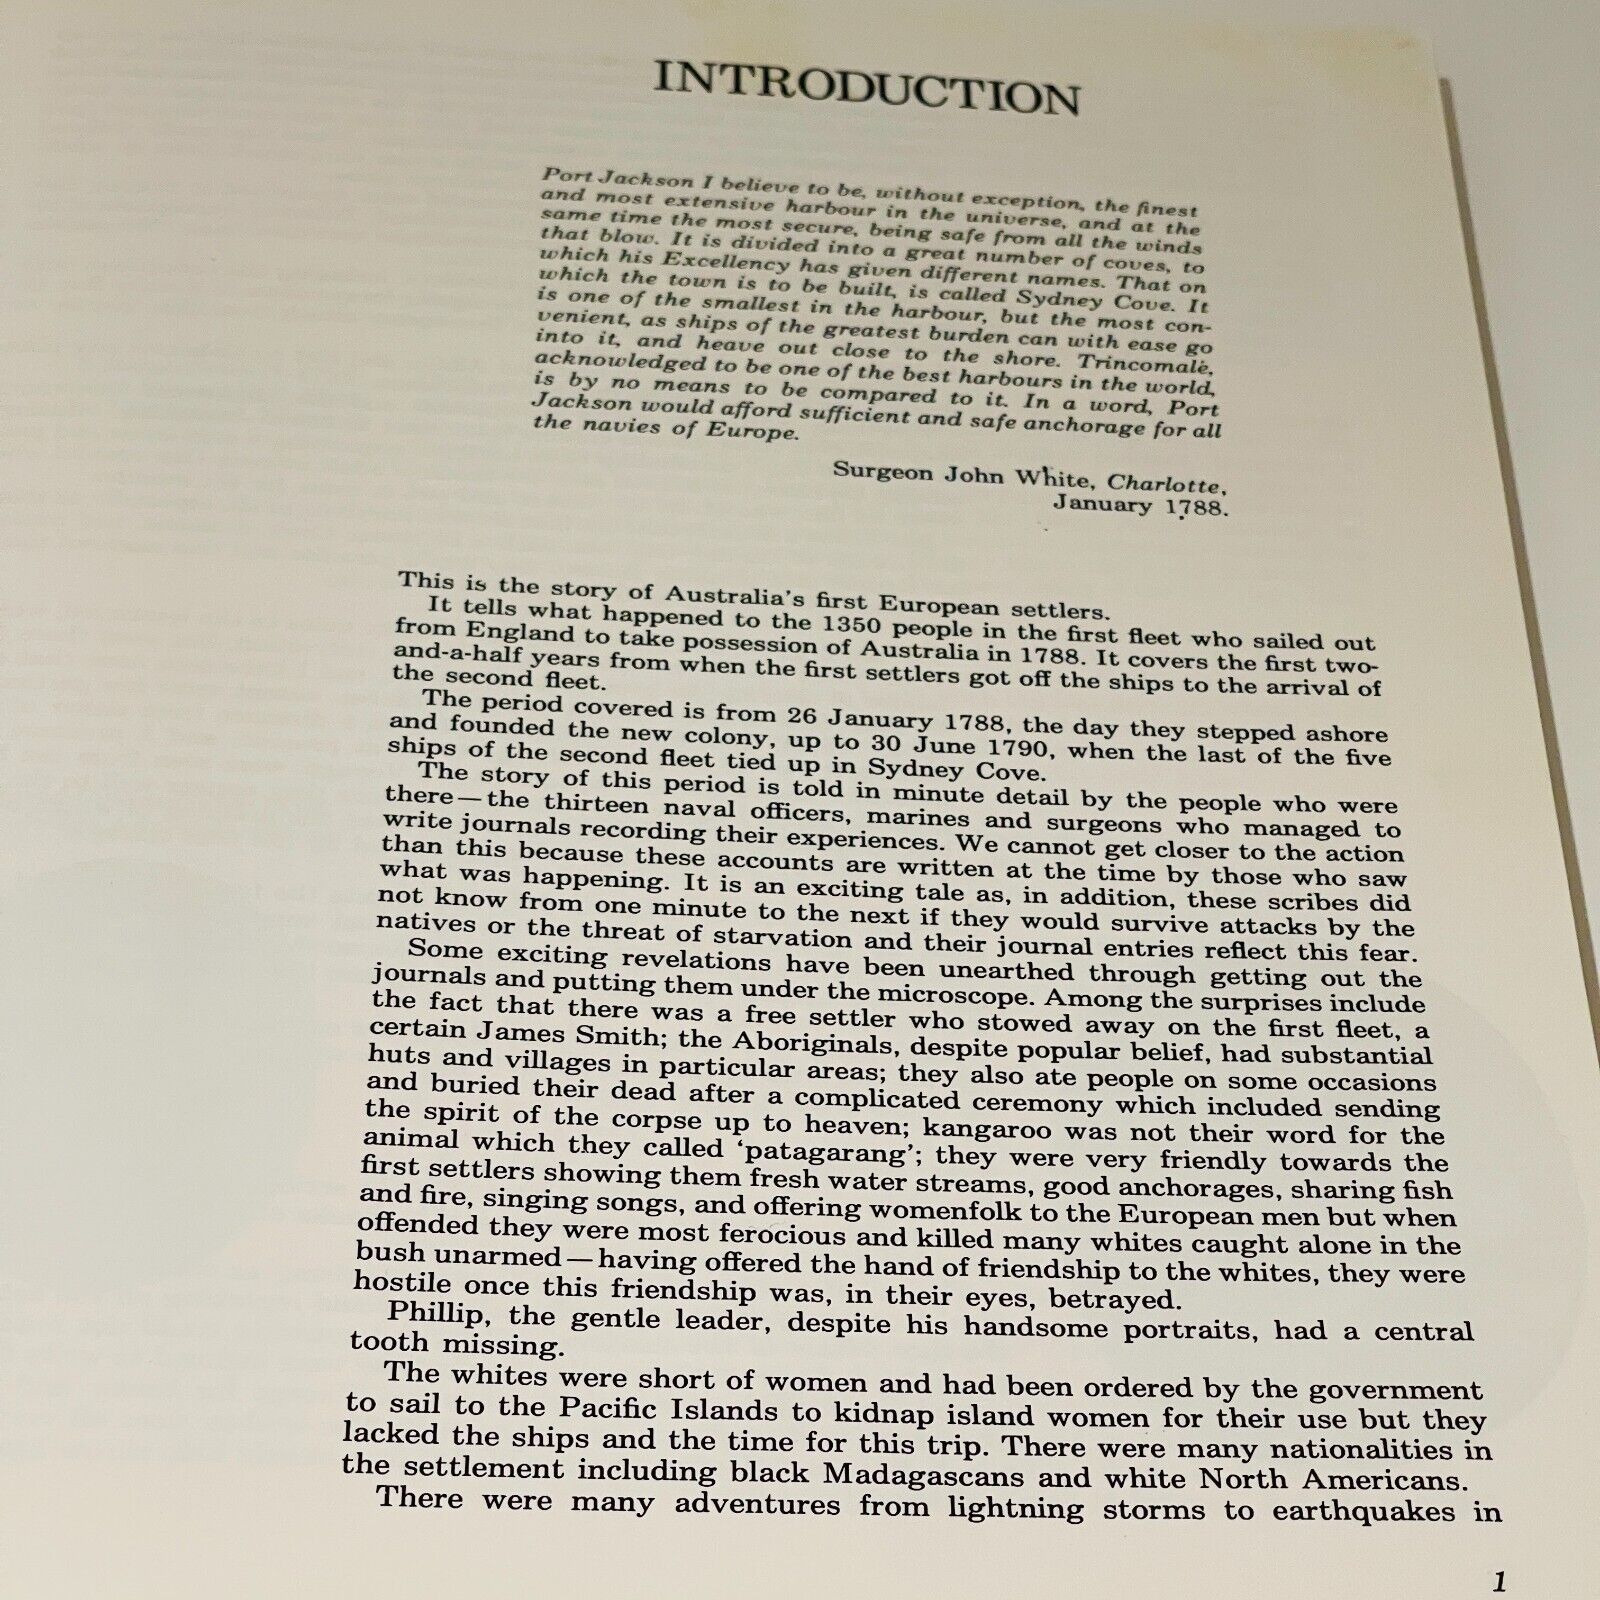 INTRODUCTION
Port Jackson I believe to be, without exception, the finest
and most extensive harbour in the universe, and at the
same time the most secure, being safe from all the winds
that blow. It is divided into a great number of coves, to
which his Excellency has given different names. That on
which the town is to be built, is called Sydney Cove. It
is one of the smallest in the harbour, but the most con-
venient, as ships of the greatest burden can with ease go
into it, and heave out close to the shore. Trincomalè,
acknowledged to be one of the best harbours in the world,
is by no means to be compared to it. In a word, Port
Jackson would afford sufficient and safe anchorage for all
the navies of Europe.
Surgeon John White, Charlotte,
January 1788.
This is the story of Australia's first European settlers.
It tells what happened to the 1350 people in the first fleet who sailed out
from England to take possession of Australia in 1788. It covers the first two-
and-a-half years from when the first settlers got off the ships to the arrival of
the second fleet.
The period covered is from 26 January 1788, the day they stepped ashore
and founded the new colony, up to 30 June 1790, when the last of the five
ships of the second fleet tied up in Sydney Cove.
The story of this period is told in minute detail by the people who were
there—the thirteen naval officers, marines and surgeons who managed to
write journals recording their experiences. We cannot get closer to the action
than this because these accounts are written at the time by those who saw
what was happening. It is an exciting tale as, in addition, these scribes did
not know from one minute to the next if they would survive attacks by the
natives or the threat of starvation and their journal entries reflect this fear.
Some exciting revelations have been unearthed through getting out the
journals and putting them under the microscope. Among the surprises include
the fact that there was a free settler who stowed away on the first fleet, a
certain James Smith; the Aboriginals, despite popular belief, had substantial
huts and villages in particular areas; they also ate people on some occasions
and buried their dead after a complicated ceremony which included sending
the spirit of the corpse up to heaven; kangaroo was not their word for the
animal which they called 'patagarang'; they were very friendly towards the
first settlers showing them fresh water streams, good anchorages, sharing fish
and fire, singing songs, and offering womenfolk to the European men but when
offended they were most ferocious and killed many whites caught alone in the
bush unarmed—having offered the hand of friendship to the whites, they were
hostile once this friendship was, in their eyes, betrayed.
Phillip, the gentle leader, despite his handsome portraits, had a central
tooth missing.
The whites were short of women and had been ordered by the government
to sail to the Pacific Islands to kidnap island women for their use but they
lacked the ships and the time for this trip. There were many nationalities in
the settlement including black Madagascans and white North Americans.
There were many adventures from lightning storms to earthquakes in
1